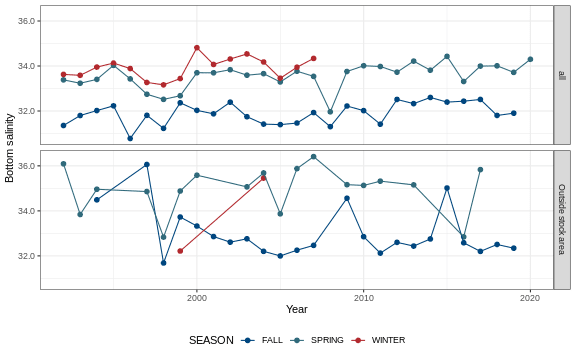 36.0
34.0
32.0
all
36.0
34.0
32.0
Outside stock area
Bottom salinity
2000 2010 2020
Year
SEASON FALL SPRING WINTER